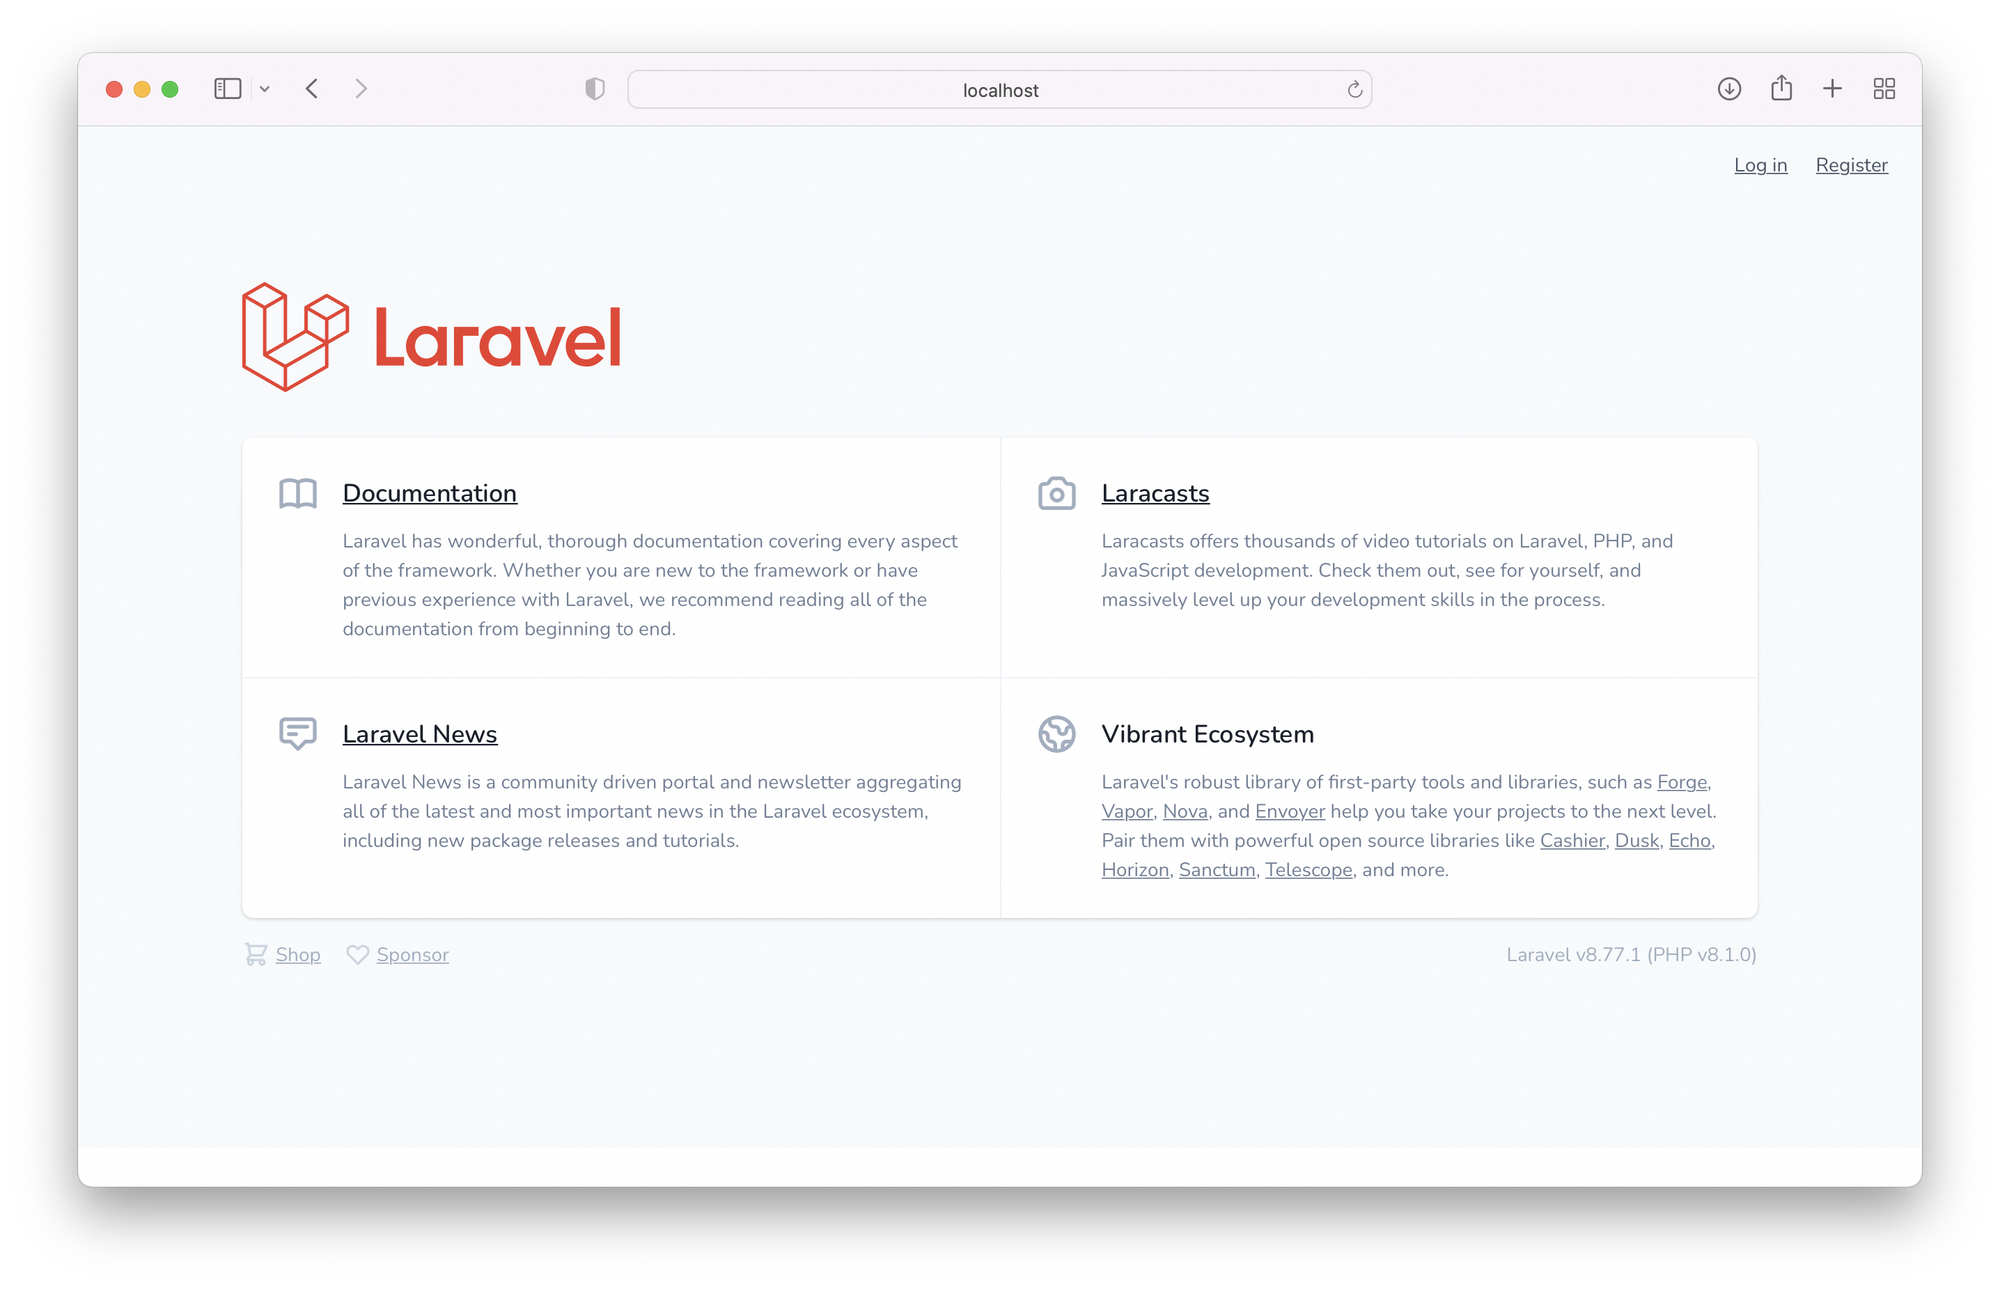 localhost
Log in Register
Laravel
Documentation
Laravel has wonderful, thorough documentation covering every aspect
of the framework. Whether you are new to the framework or have
previous experience with Laravel, we recommend reading all of the
documentation from beginning to end.
Laracasts
Laracasts offers thousands of video tutorials on Laravel, PHP, and
JavaScript development. Check them out, see for yourself, and
massively level up your development skills in the process.
Laravel News
Laravel News is a community driven portal and newsletter aggregating
all of the latest and most important news in the Laravel ecosystem,
including new package releases and tutorials.
Vibrant Ecosystem
Laravel's robust library of first-party tools and libraries, such as Forge,
Vapor, Nova, and Envoyer help you take your projects to the next level.
Pair them with powerful open source libraries like Cashier, Dusk, Echo,
Horizon, Sanctum, Telescope, and more.
Shop Sponsor
Laravel v8.77.1 (PHP v8.1.0)